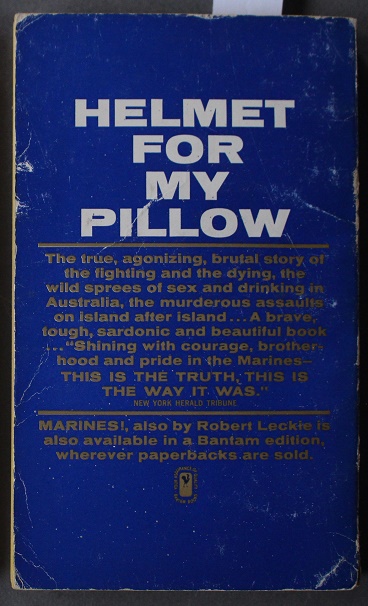 HELMET
FOR
MY
PILLOW
The true, agonizing, brutal story of
the fighting and the dying, the
wild sprees of sex and drinking in
Australia, the murderous assaults
on island after island...A brave,
tough, sardonic and beautiful book
..."Shining with courage, brother-
hood and pride in the Marines—
THIS IS THE TRUTH, THIS IS
THE WAY IT WAS."
NEW YORK HERALD TRIBUNE
MARINES!, also by Robert Leckie is
also available in a Bantam edition,
wherever paperbacks are sold.